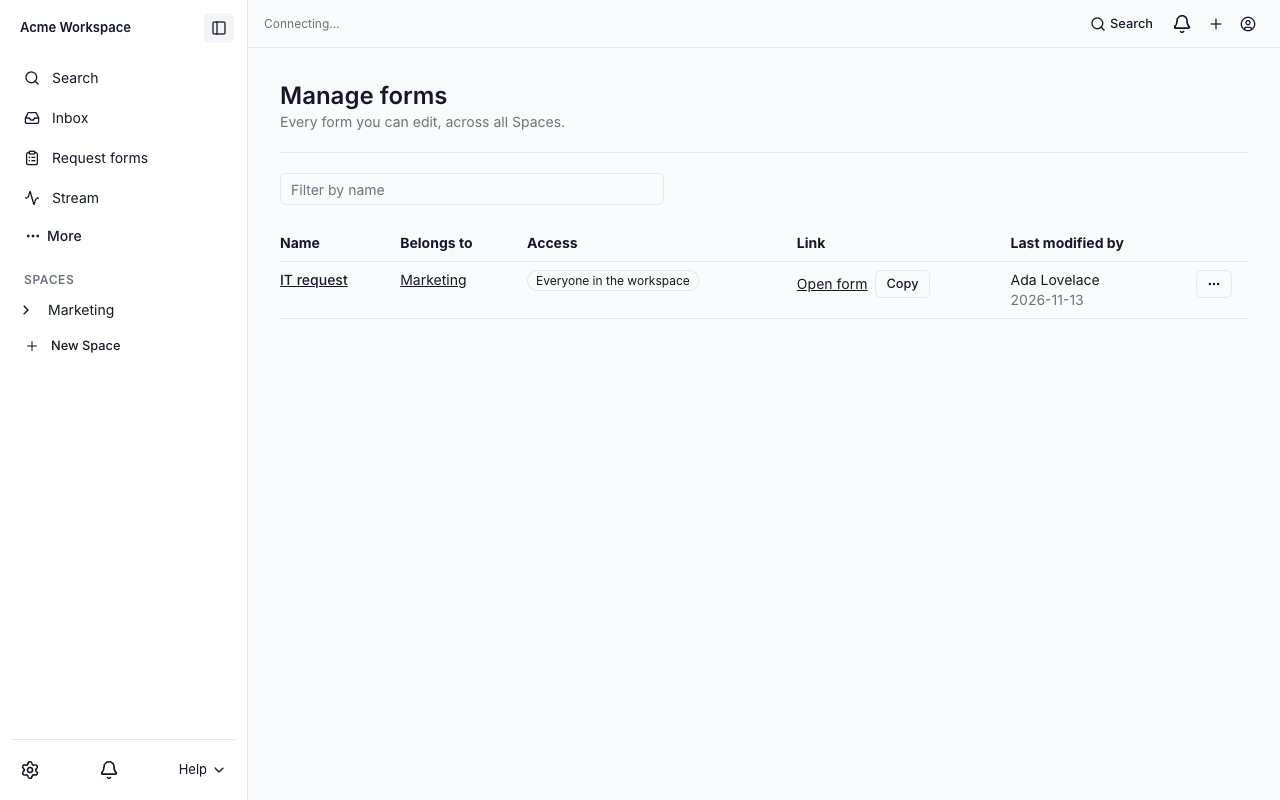 Acme Workspace
Search
Inbox
Request forms
Stream
More
SPACES
Marketing
New Space
Help
Connecting...
Search
Manage forms
Every form you can edit, across all Spaces.
Filter by name
Name Belongs to Access Link Last modified by
IT request Marketing Everyone in the workspace Open form Copy Ada Lovelace
2026-11-13